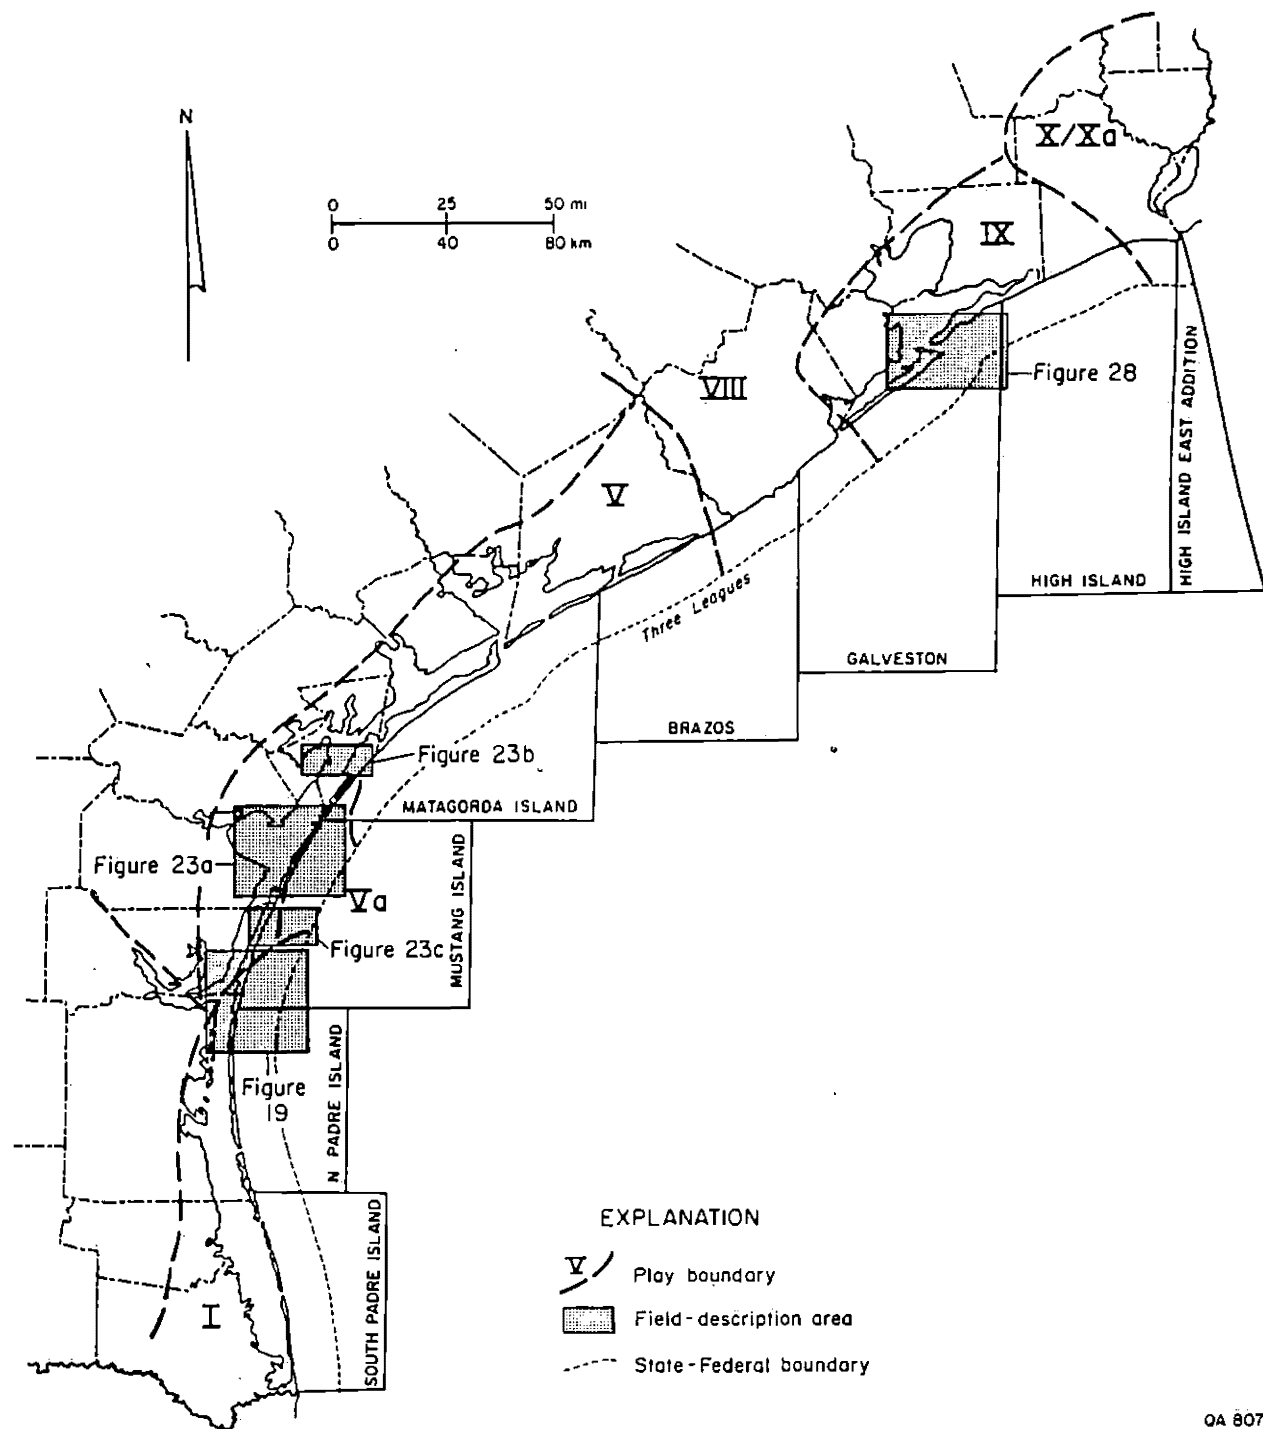 N
0 25 50 mi
0 40 80 km
X/Xa
IX
VIII
V
Figure 28
HIGH ISLAND EAST ADDITION
HIGH ISLAND
Three Leagues
GALVESTON
BRAZOS
Figure 23b
MATAGORDA ISLAND
Figure 23a
Va
MUSTANG ISLAND
Figure 23c
Figure
19
N PADRE ISLAND
SOUTH PADRE ISLAND
I
EXPLANATION
V Play boundary
Field-description area
State-Federal boundary
QA 807